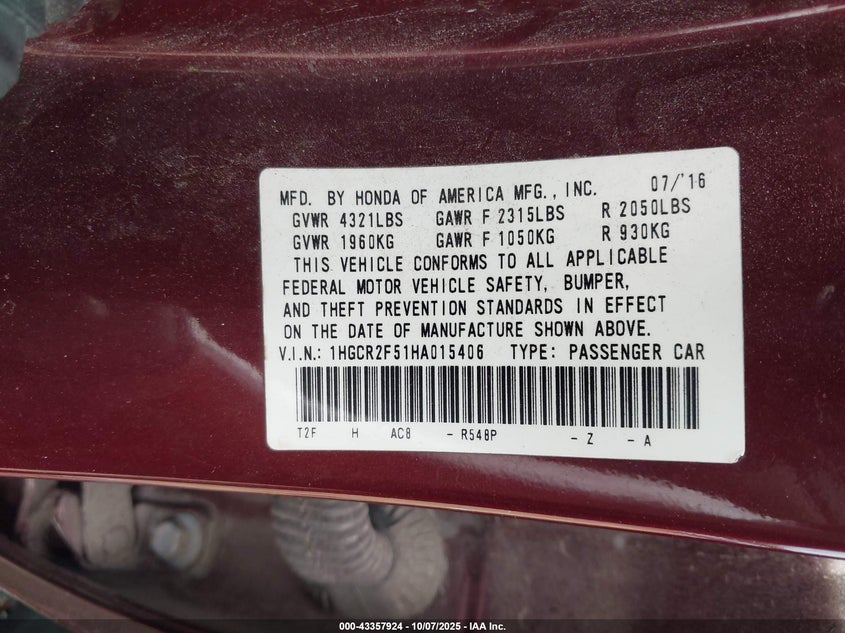 MFD. BY HONDA OF AMERICA MFG., INC. 07/'16
GVWR 4321LBS GAWR F 2315LBS R 2050LBS
GVWR 1960KG GAWR F 1050KG R 930KG
THIS VEHICLE CONFORMS TO ALL APPLICABLE
FEDERAL MOTOR VEHICLE SAFETY, BUMPER,
AND THEFT PREVENTION STANDARDS IN EFFECT
ON THE DATE OF MANUFACTURE SHOWN ABOVE.
V.I.N.: 1HGCR2F51HA015406 TYPE: PASSENGER CAR
T2F H AC8 - R548P - Z - A
000-43357924 - 10/07/2025 - IAA Inc.